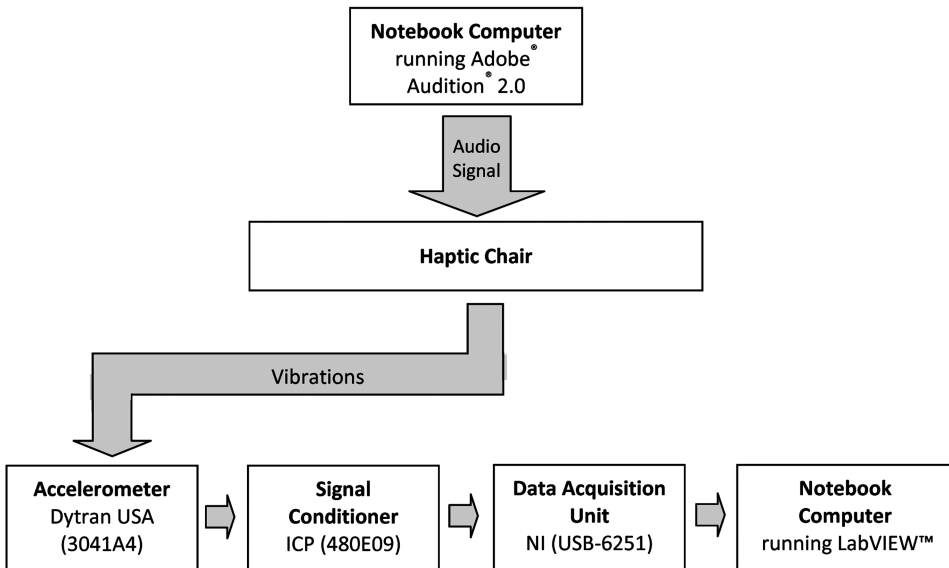 Notebook Computer
running Adobe®
Audition® 2.0
Audio
Signal
Haptic Chair
Vibrations
Accelerometer
Dytran USA
(3041A4)
Signal
Conditioner
ICP (480E09)
Data Acquisition
Unit
NI (USB-6251)
Notebook
Computer
running LabVIEW™